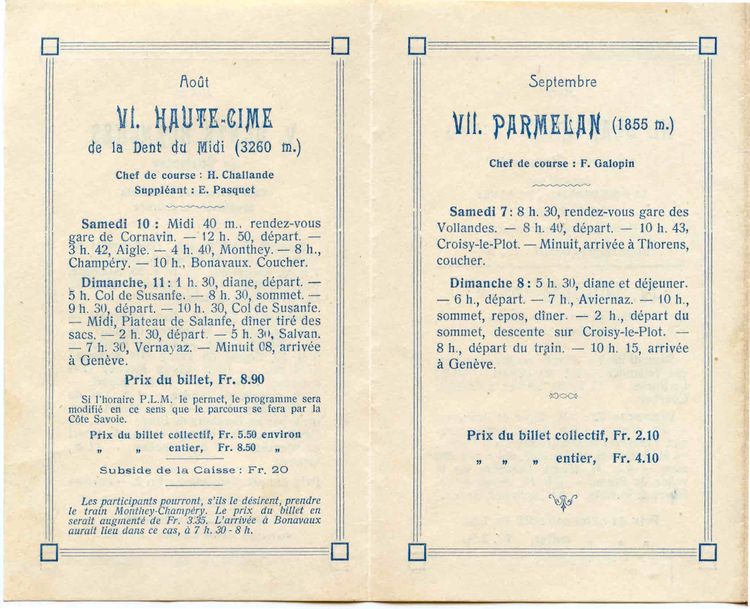 Août
VI. HAUTE-CIME
de la Dent du Midi (3260 m.)
Chef de course : H. Challande
Suppléant : E. Pasquet
Samedi 10 : Midi 40 m., rendez-vous
gare de Cornavin. — 12 h. 50, départ. —
3 h. 42, Aigle. — 4 h. 40, Monthey. — 8 h.,
Champéry. — 10 h., Bonavaux. Coucher.
Dimanche, 11 : 1 h. 30, diane, départ. —
5 h. Col de Susanfe. — 8 h. 30, sommet. —
9 h. 30, départ. — 10 h. 30, Col de Susanfe.
— Midi, Plateau de Salanfe, dîner tiré des
sacs. — 2 h. 30, départ. — 5 h. 30, Salvan.
— 7 h. 30, Vernayaz. — Minuit 08, arrivée
à Genève.
Prix du billet, Fr. 8.90
Si l'horaire P.L.M. le permet, le programme sera
modifié en ce sens que le parcours se fera par la
Côte Savoie.
Prix du billet collectif, Fr. 5.50 environ
„ „ entier, Fr. 8.50 „
Subside de la Caisse : Fr. 20
Les participants pourront, s'ils le désirent, prendre
le train Monthey-Champéry. Le prix du billet en
serait augmenté de Fr. 3.35. L'arrivée à Bonavaux
aurait lieu dans ce cas, à 7 h. 30 - 8 h.
Septembre
VII. PARMELAN (1855 m.)
Chef de course : F. Galopin
Samedi 7 : 8 h. 30, rendez-vous gare des
Vollandes. — 8 h. 40, départ. — 10 h. 43,
Croisy-le-Plot. — Minuit, arrivée à Thorens,
coucher.
Dimanche 8 : 5 h. 30, diane et déjeuner.
— 6 h., départ. — 7 h., Aviernaz. — 10 h.,
sommet, repos, dîner. — 2 h., départ du
sommet, descente sur Croisy-le-Plot. —
8 h., départ du train. — 10 h. 15, arrivée
à Genève.
Prix du billet collectif, Fr. 2.10
„ „ „ entier, Fr. 4.10